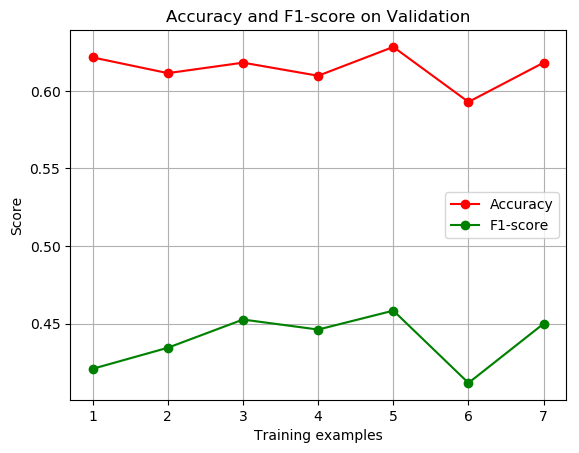 Accuracy and F1-score on Validation
0.60
0.55
0.50
0.45
Score
Accuracy
F1-score
1 2 3 4 5 6 7
Training examples